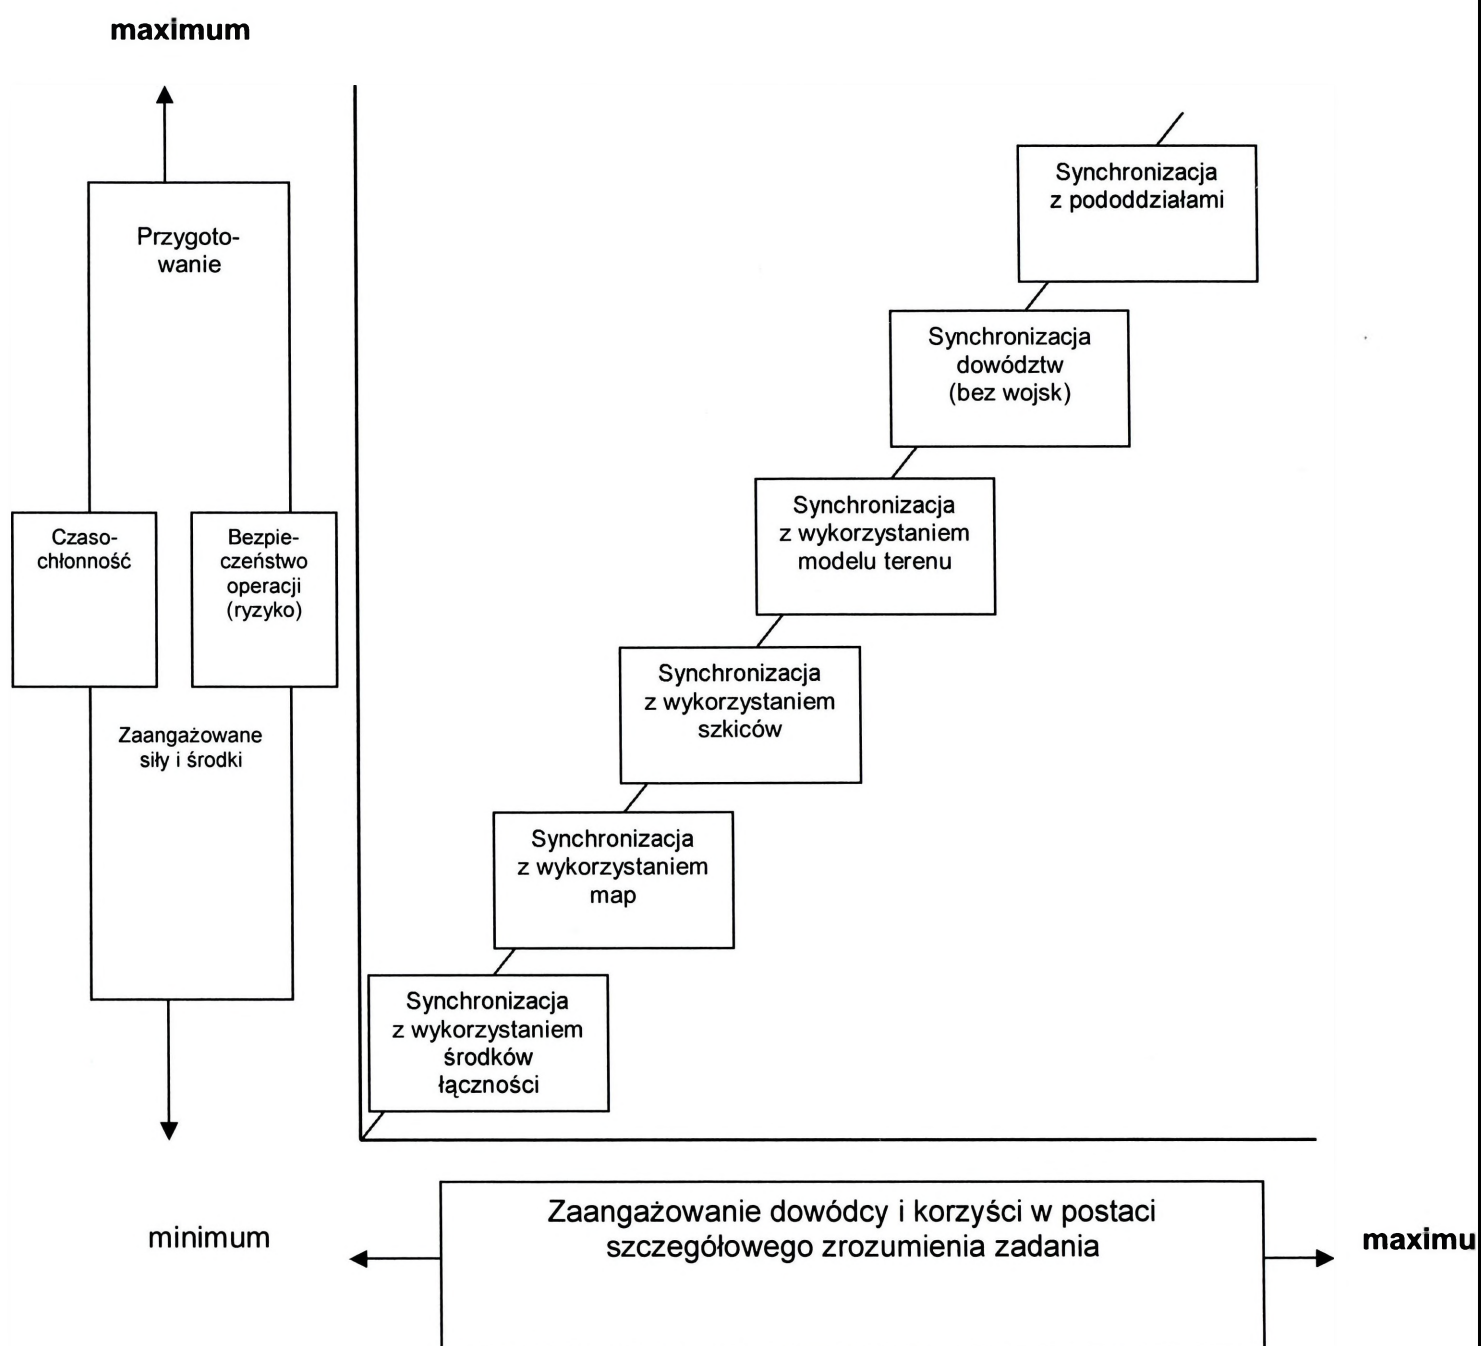 maximum
Przygoto-
wanie
Czaso-
chłonność
Bezpie-
czeństwo
operacji
(ryzyko)
Zaangażowane
siły i środki
Synchronizacja
z pododdziałami
Synchronizacja
dowództw
(bez wojsk)
Synchronizacja
z wykorzystaniem
modelu terenu
Synchronizacja
z wykorzystaniem
szkiców
Synchronizacja
z wykorzystaniem
map
Synchronizacja
z wykorzystaniem
środków
łączności
minimum
Zaangażowanie dowódcy i korzyści w postaci
szczegółowego zrozumienia zadania
maximu